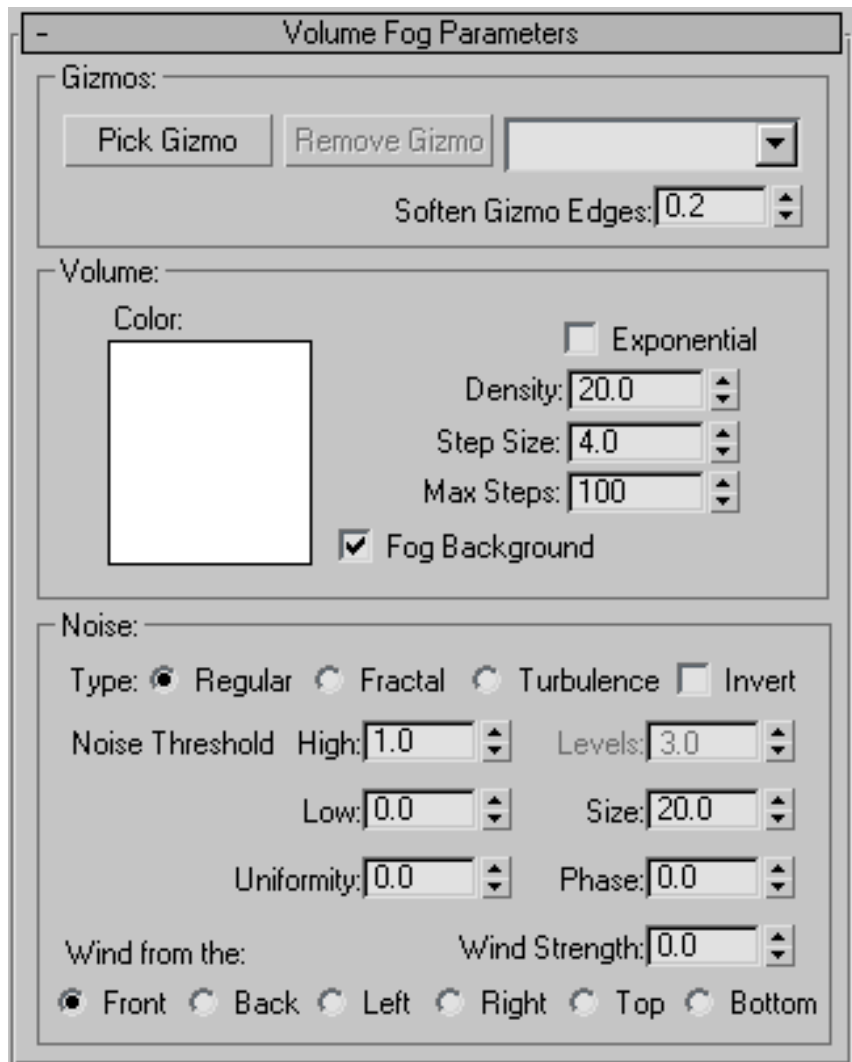 - Volume Fog Parameters
Gizmos:
Pick Gizmo Remove Gizmo
Soften Gizmo Edges: 0.2
Volume:
Color:
Exponential
Density: 20.0
Step Size: 4.0
Max Steps: 100
Fog Background
Noise:
Type: Regular Fractal Turbulence Invert
Noise Threshold High: 1.0 Levels: 3.0
Low: 0.0 Size: 20.0
Uniformity: 0.0 Phase: 0.0
Wind from the: Wind Strength: 0.0
Front Back Left Right Top Bottom